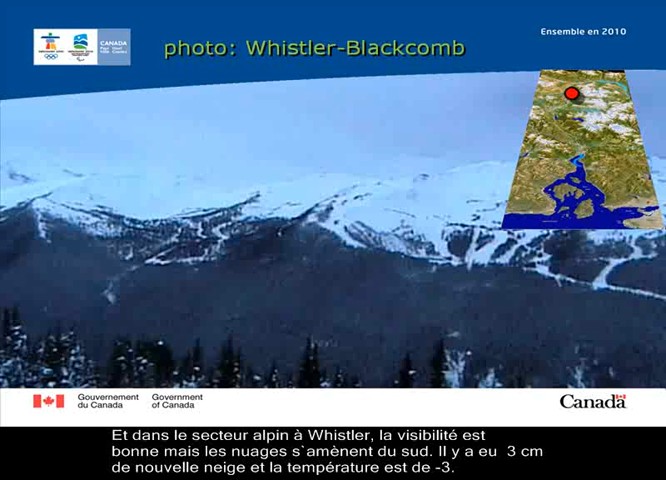 CANADA
photo: Whistler-Blackcomb
Ensemble en 2010
Gouvernement du Canada
Government of Canada
Canada
Et dans le secteur alpin à Whistler, la visibilité est
bonne mais les nuages s`amènent du sud. Il y a eu  3 cm
de nouvelle neige et la température est de -3.